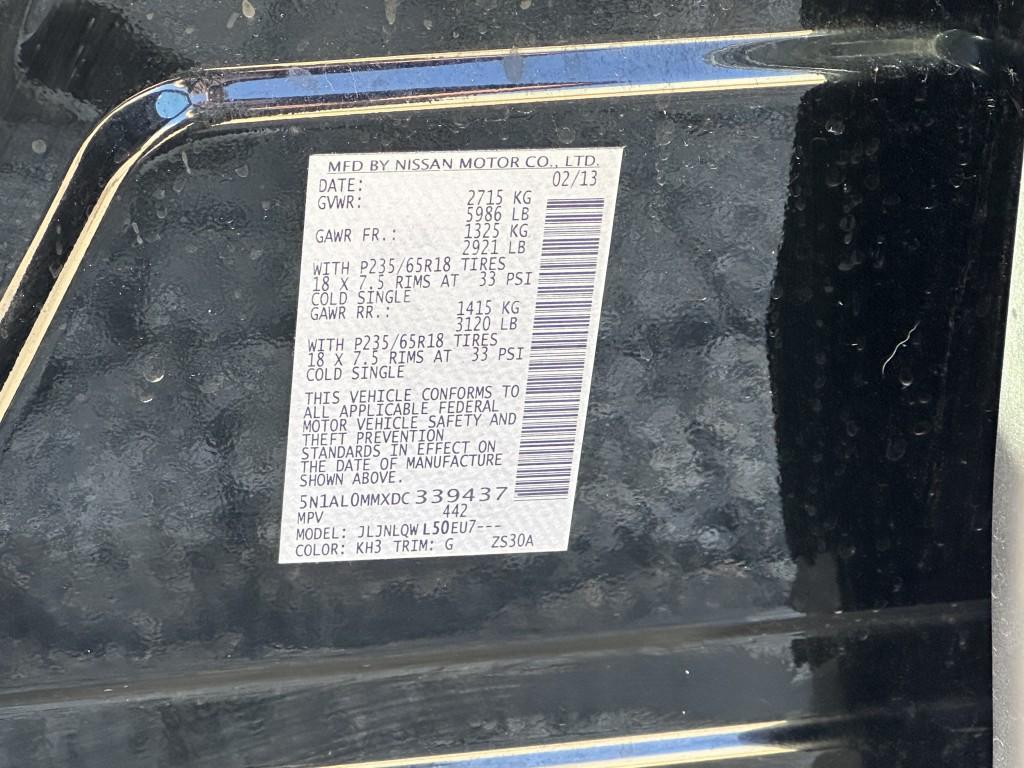 MFD BY NISSAN MOTOR CO., LTD.
DATE: 02/13
GVWR: 2715 KG
5986 LB
GAWR FR.: 1325 KG
2921 LB
WITH P235/65R18 TIRES
18 X 7.5 RIMS AT 33 PSI
COLD SINGLE
GAWR RR.: 1415 KG
3120 LB
WITH P235/65R18 TIRES
18 X 7.5 RIMS AT 33 PSI
COLD SINGLE
THIS VEHICLE CONFORMS TO
ALL APPLICABLE FEDERAL
MOTOR VEHICLE SAFETY AND
THEFT PREVENTION
STANDARDS IN EFFECT ON
THE DATE OF MANUFACTURE
SHOWN ABOVE.
5N1AL0MMXDC 339437
MPV 442
MODEL: JLJNLQW L50EU7---
COLOR: KH3 TRIM: G ZS30A